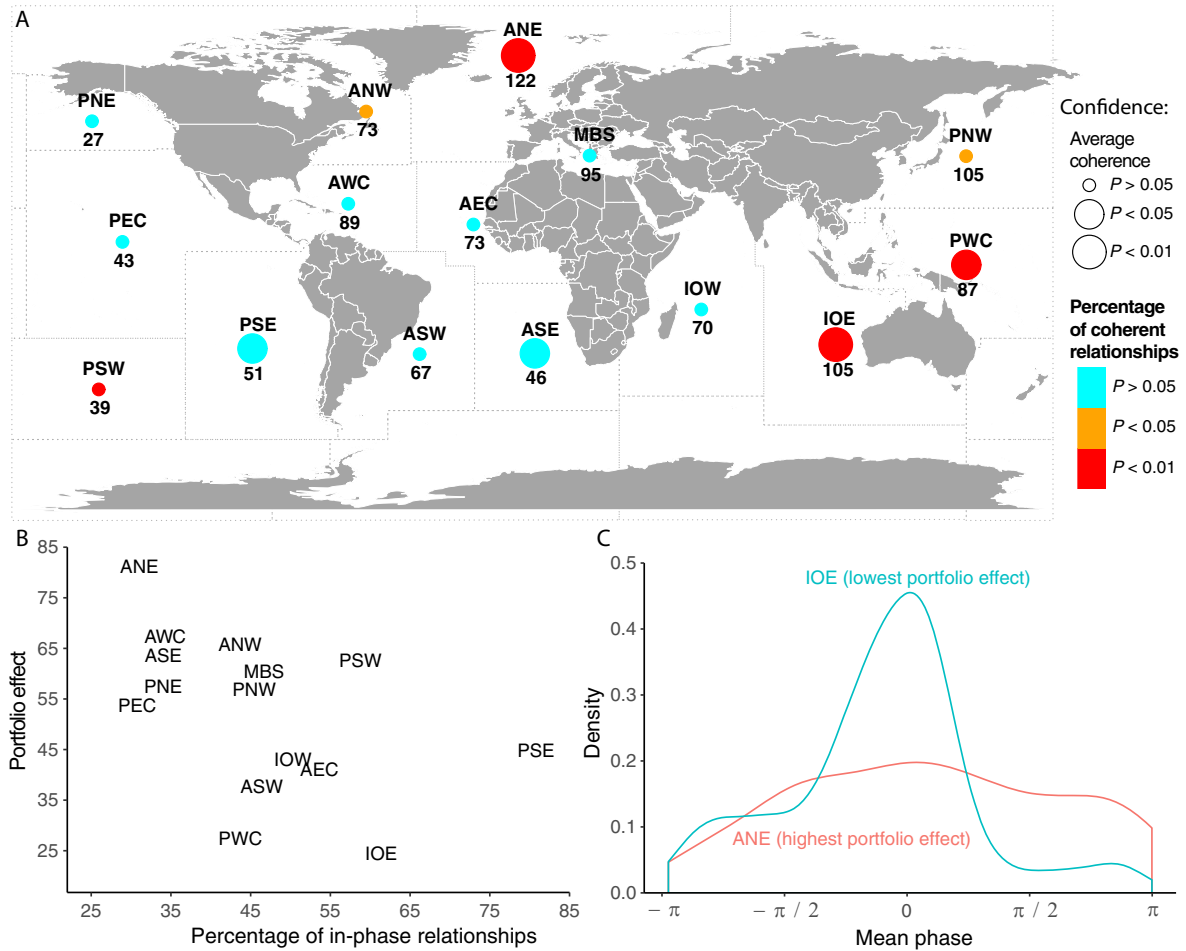 A
ANE
122
ANW
73
PNE
27
MBS
95
PNW
105
AWC
89
AEC
73
PEC
43
PWC
87
IOW
70
IOE
105
PSE
51
ASW
67
ASE
46
PSW
39
Confidence:
Average
coherence
P > 0.05
P < 0.05
P < 0.01
Percentage
of coherent
relationships
P > 0.05
P < 0.05
P < 0.01
B
85
75
65
55
45
35
25
Portfolio effect
ANE
AWC
ANW
ASE
PSW
MBS
PNE
PNW
PEC
PSE
IOW
AEC
ASW
PWC
IOE
25 35 45 55 65 75 85
Percentage of in-phase relationships
C
0.5
0.4
0.3
0.2
0.1
0.0
Density
IOE (lowest portfolio effect)
ANE (highest portfolio effect)
− π − π / 2 0 π / 2 π
Mean phase